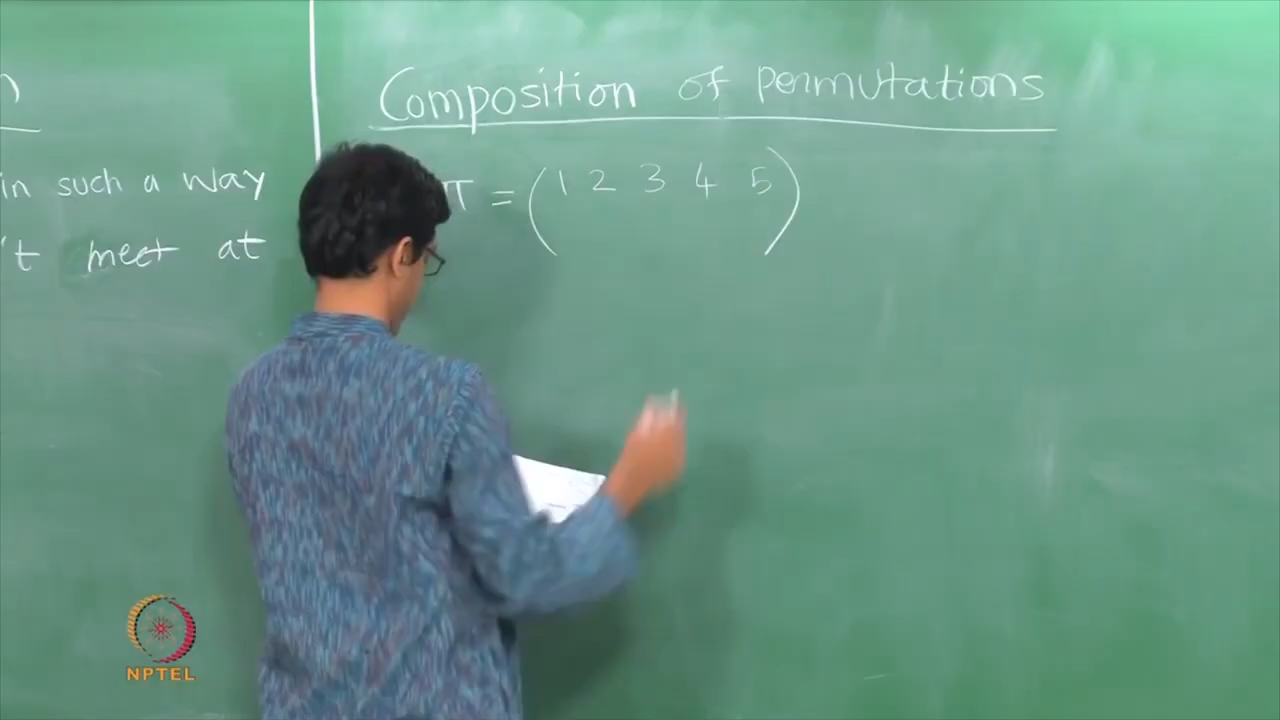 Composition of permutations
π = ( 1 2 3 4 5 )
in such a way
't meet at
NPTEL